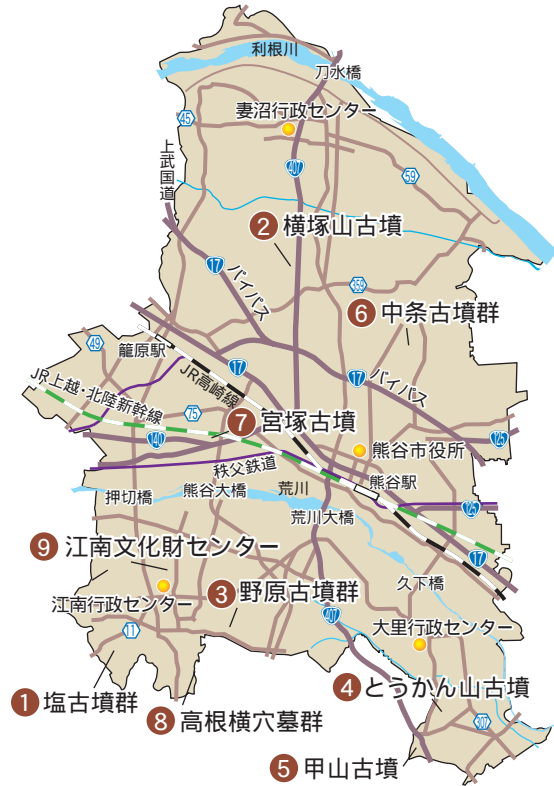 利根川
刀水橋
45
妻沼行政センター
上武国道
407
59
2 横塚山古墳
17
バイパス
359
6 中条古墳群
49
籠原駅
17
JR高崎線
JR上越・北陸新幹線
17
バイパス
75
7 宮塚古墳
140
125
熊谷市役所
秩父鉄道
熊谷駅
押切橋
熊谷大橋
荒川
125
荒川大橋
9 江南文化財センター
17
久下橋
江南行政センター
3 野原古墳群
407
11
大里行政センター
1 塩古墳群
4 とうかん山古墳
8 高根横穴墓群
307
5 甲山古墳